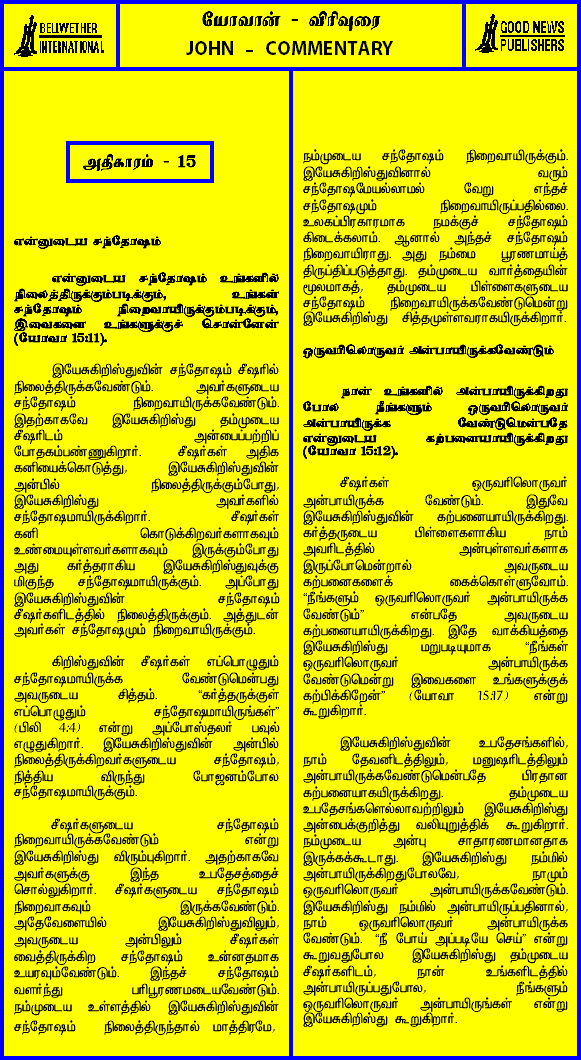 BELWETHER
INTERNATIONAL
யோவான் - விரிவுரை
JOHN - COMMENTARY
GOOD NEWS
PUBLISHERS
அதிகாரம் - 15
என்னுடைய சந்தோஷம்
என்னுடைய சந்தோஷம் உங்களில்
நிலைத்திருக்கும்படிக்கும், உங்கள்
சந்தோஷம் நிறைவாயிருக்கும்படிக்கும்,
இவைகளை உங்களுக்குச் சொன்னேன்
(யோவா 15:11).
இயேசுகிறிஸ்துவின் சந்தோஷம் சீஷரில்
நிலைத்திருக்கவேண்டும். அவர்களுடைய
சந்தோஷம் நிறைவாயிருக்கவேண்டும்.
இதற்காகவே இயேசுகிறிஸ்து தம்முடைய
சீஷரிடம் அன்பைப்பற்றிப்
போதகம்பண்ணுகிறார். சீஷர்கள் அதிக
கனியைக்கொடுத்து, இயேசுகிறிஸ்துவின்
அன்பில் நிலைத்திருக்கும்போது,
இயேசுகிறிஸ்து அவர்களில்
சந்தோஷமாயிருக்கிறார். சீஷர்கள்
கனி கொடுக்கிறவர்களாகவும்
உண்மையுள்ளவர்களாகவும் இருக்கும்போது
அது கர்த்தராகிய இயேசுகிறிஸ்துவுக்கு
மிகுந்த சந்தோஷமாயிருக்கும். அப்போது
இயேசுகிறிஸ்துவின் சந்தோஷம்
சீஷர்களிடத்தில் நிலைத்திருக்கும். அத்துடன்
அவர்கள் சந்தோஷமும் நிறைவாயிருக்கும்.
கிறிஸ்துவின் சீஷர்கள் எப்பொழுதும்
சந்தோஷமாயிருக்க வேண்டுமென்பது
அவருடைய சித்தம். “கர்த்தருக்குள்
எப்பொழுதும் சந்தோஷமாயிருங்கள்”
(பிலி 4:4) என்று அப்போஸ்தலர் பவுல்
எழுதுகிறார். இயேசுகிறிஸ்துவின் அன்பில்
நிலைத்திருக்கிறவர்களுடைய சந்தோஷம்,
நித்திய விருந்து போஜனம்போல
சந்தோஷமாயிருக்கும்.
சீஷர்களுடைய சந்தோஷம்
நிறைவாயிருக்கவேண்டும் என்று
இயேசுகிறிஸ்து விரும்புகிறார். அதற்காகவே
அவர்களுக்கு இந்த உபதேசத்தைச்
சொல்லுகிறார். சீஷர்களுடைய சந்தோஷம்
நிறைவாகவும் இருக்கவேண்டும்.
அதேவேளையில் இயேசுகிறிஸ்துவிலும்,
அவருடைய அன்பிலும் சீஷர்கள்
வைத்திருக்கிற சந்தோஷம் உன்னதமாக
உயரவும்வேண்டும். இந்தச் சந்தோஷம்
வளர்ந்து பரிபூரணமடையவேண்டும்.
நம்முடைய உள்ளத்தில் இயேசுகிறிஸ்துவின்
சந்தோஷம் நிலைத்திருந்தால் மாத்திரமே,
நம்முடைய சந்தோஷம் நிறைவாயிருக்கும்.
இயேசுகிறிஸ்துவினால் வரும்
சந்தோஷமேயல்லாமல் வேறு எந்தச்
சந்தோஷமும் நிறைவாயிருப்பதில்லை.
உலகப்பிரகாரமாக நமக்குச் சந்தோஷம்
கிடைக்கலாம். ஆனால் அந்தச் சந்தோஷம்
நிறைவாயிராது. அது நம்மை பூரணமாய்த்
திருப்திப்படுத்தாது. தம்முடைய வார்த்தையின்
மூலமாகத், தம்முடைய பிள்ளைகளுடைய
சந்தோஷம் நிறைவாயிருக்கவேண்டுமென்று
இயேசுகிறிஸ்து சித்தமுள்ளவராகயிருக்கிறார்.
ஒருவரிலொருவர் அன்பாயிருக்கவேண்டும்
நான் உங்களில் அன்பாயிருக்கிறது
போல நீங்களும் ஒருவரிலொருவர்
அன்பாயிருக்க வேண்டுமென்பதே
என்னுடைய கற்பனையாயிருக்கிறது
(யோவா 15:12).
சீஷர்கள் ஒருவரிலொருவர்
அன்பாயிருக்க வேண்டும். இதுவே
இயேசுகிறிஸ்துவின் கற்பனையாயிருக்கிறது.
கர்த்தருடைய பிள்ளைகளாகிய நாம்
அவரிடத்தில் அன்புள்ளவர்களாக
இருப்போமென்றால் அவருடைய
கற்பனைகளைக் கைக்கொள்ளுவோம்.
“நீங்களும் ஒருவரிலொருவர் அன்பாயிருக்க
வேண்டும்” என்பதே அவருடைய
கற்பனையாயிருக்கிறது. இதே வாக்கியத்தை
இயேசுகிறிஸ்து மறுபடியுமாக “நீங்கள்
ஒருவரிலொருவர் அன்பாயிருக்க
வேண்டுமென்று இவைகளை உங்களுக்குக்
கற்பிக்கிறேன்” (யோவா 15:17) என்று
கூறுகிறார்.
இயேசுகிறிஸ்துவின் உபதேசங்களில்,
நாம் தேவனிடத்திலும், மனுஷரிடத்திலும்
அன்பாயிருக்கவேண்டுமென்பதே பிரதான
கற்பனையாகயிருக்கிறது. தம்முடைய
உபதேசங்களெல்லாவற்றிலும் இயேசுகிறிஸ்து
அன்பைக்குறித்து வலியுறுத்திக் கூறுகிறார்.
நம்முடைய அன்பு சாதாரணமானதாக
இருக்கக்கூடாது. இயேசுகிறிஸ்து நம்மில்
அன்பாயிருக்கிறதுபோலவே, நாமும்
ஒருவரிலொருவர் அன்பாயிருக்கவேண்டும்.
இயேசுகிறிஸ்து நம்மில் அன்பாயிருப்பதினால்,
நாம் ஒருவரிலொருவர் அன்பாயிருக்க
வேண்டும். “நீ போய் அப்படியே செய்” என்று
கூறுவதுபோல இயேசுகிறிஸ்து தம்முடைய
சீஷர்களிடம், நான் உங்களிடத்தில்
அன்பாயிருப்பதுபோல, நீங்களும்
ஒருவரிலொருவர் அன்பாயிருங்கள் என்று
இயேசுகிறிஸ்து கூறுகிறார்.